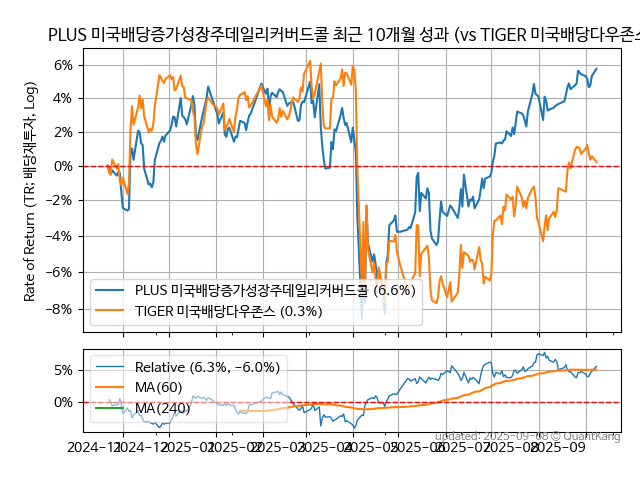 PLUS 미국배당증가성장주데일리커버드콜 최근 10개월 성과 (vs TIGER 미국배당다우존스
Rate of Return (TR: 배당재투자, Log)
6%
4%
2%
0%
−2%
−4%
−6%
−8%
PLUS 미국배당증가성장주데일리커버드콜 (6.6%)
TIGER 미국배당다우존스 (0.3%)
5%
0%
Relative (6.3%, −6.0%)
MA(60)
MA(240)
2024-11 2024-12 2025-01 2025-02 2025-03 2025-04 2025-05 2025-06 2025-07 2025-08 2025-09
updated: 2025-09-08 © QuantKang